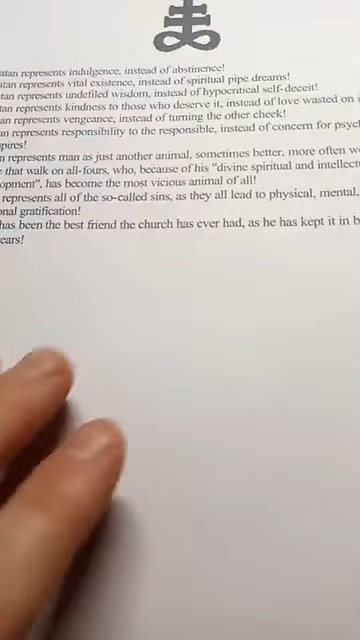 atan represents indulgence, instead of abstinence!
tan represents vital existence, instead of spiritual pipe dreams!
tan represents undefiled wisdom, instead of hypocritical self-deceit!
tan represents kindness to those who deserve it, instead of love wasted on i
an represents vengeance, instead of turning the other cheek!
an represents responsibility to the responsible, instead of concern for psych
pires!
n represents man as just another animal, sometimes better, more often wo
e that walk on all-fours, who, because of his "divine spiritual and intellectu
opment", has become the most vicious animal of all!
represents all of the so-called sins, as they all lead to physical, mental,
onal gratification!
has been the best friend the church has ever had, as he has kept it in b
ears!